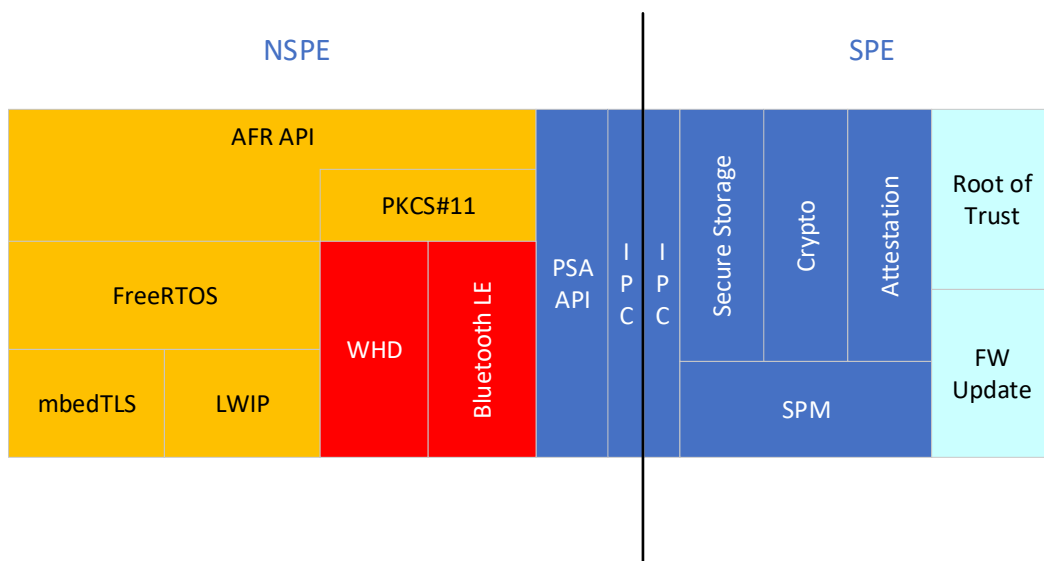 NSPE
SPE
AFR API
PKCS#11
FreeRTOS
mbedTLS
LWIP
WHD
Bluetooth LE
PSA
API
I
P
C
I
P
C
Secure Storage
Crypto
Attestation
SPM
Root of
Trust
FW
Update